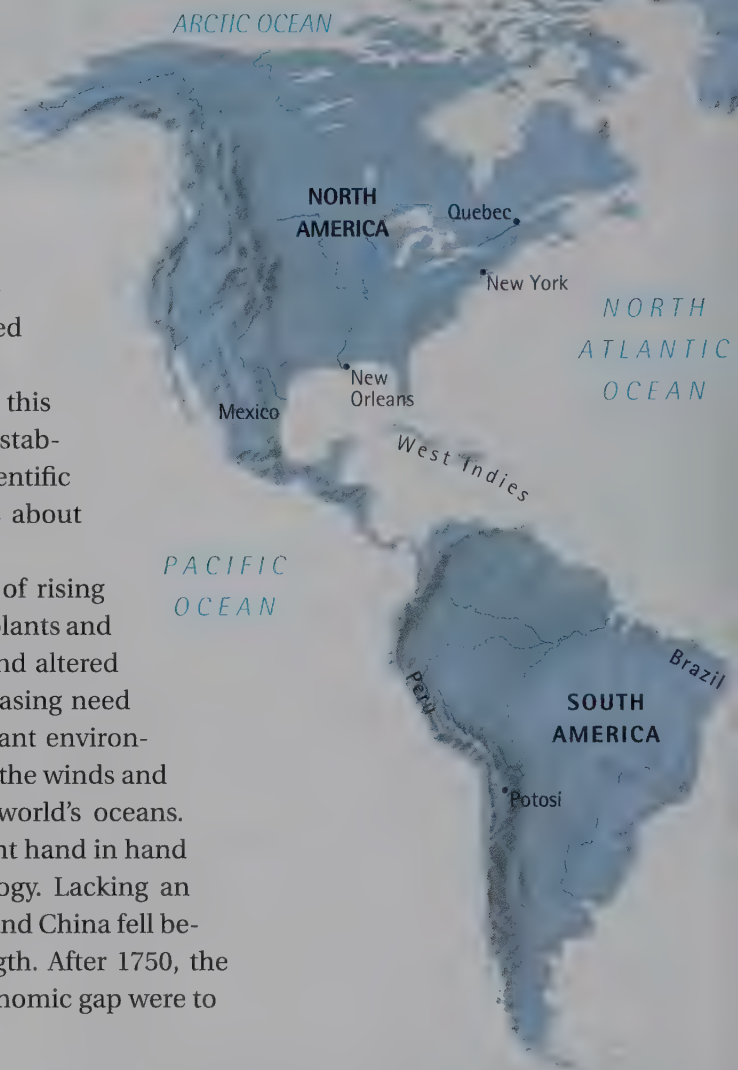 ARCTIC OCEAN
NORTH
AMERICA
Quebec
New York
NORTH
ATLANTIC
OCEAN
New
Orleans
Mexico
West Indies
PACIFIC
OCEAN
Brazil
Peru
SOUTH
AMERICA
Potosí
ed
this
stab-
entific
about
of rising
plants and
nd altered
easing need
ant environ-
the winds and
world's oceans.
nt hand in hand
ogy. Lacking an
nd China fell be-
gth. After 1750, the
nomic gap were to